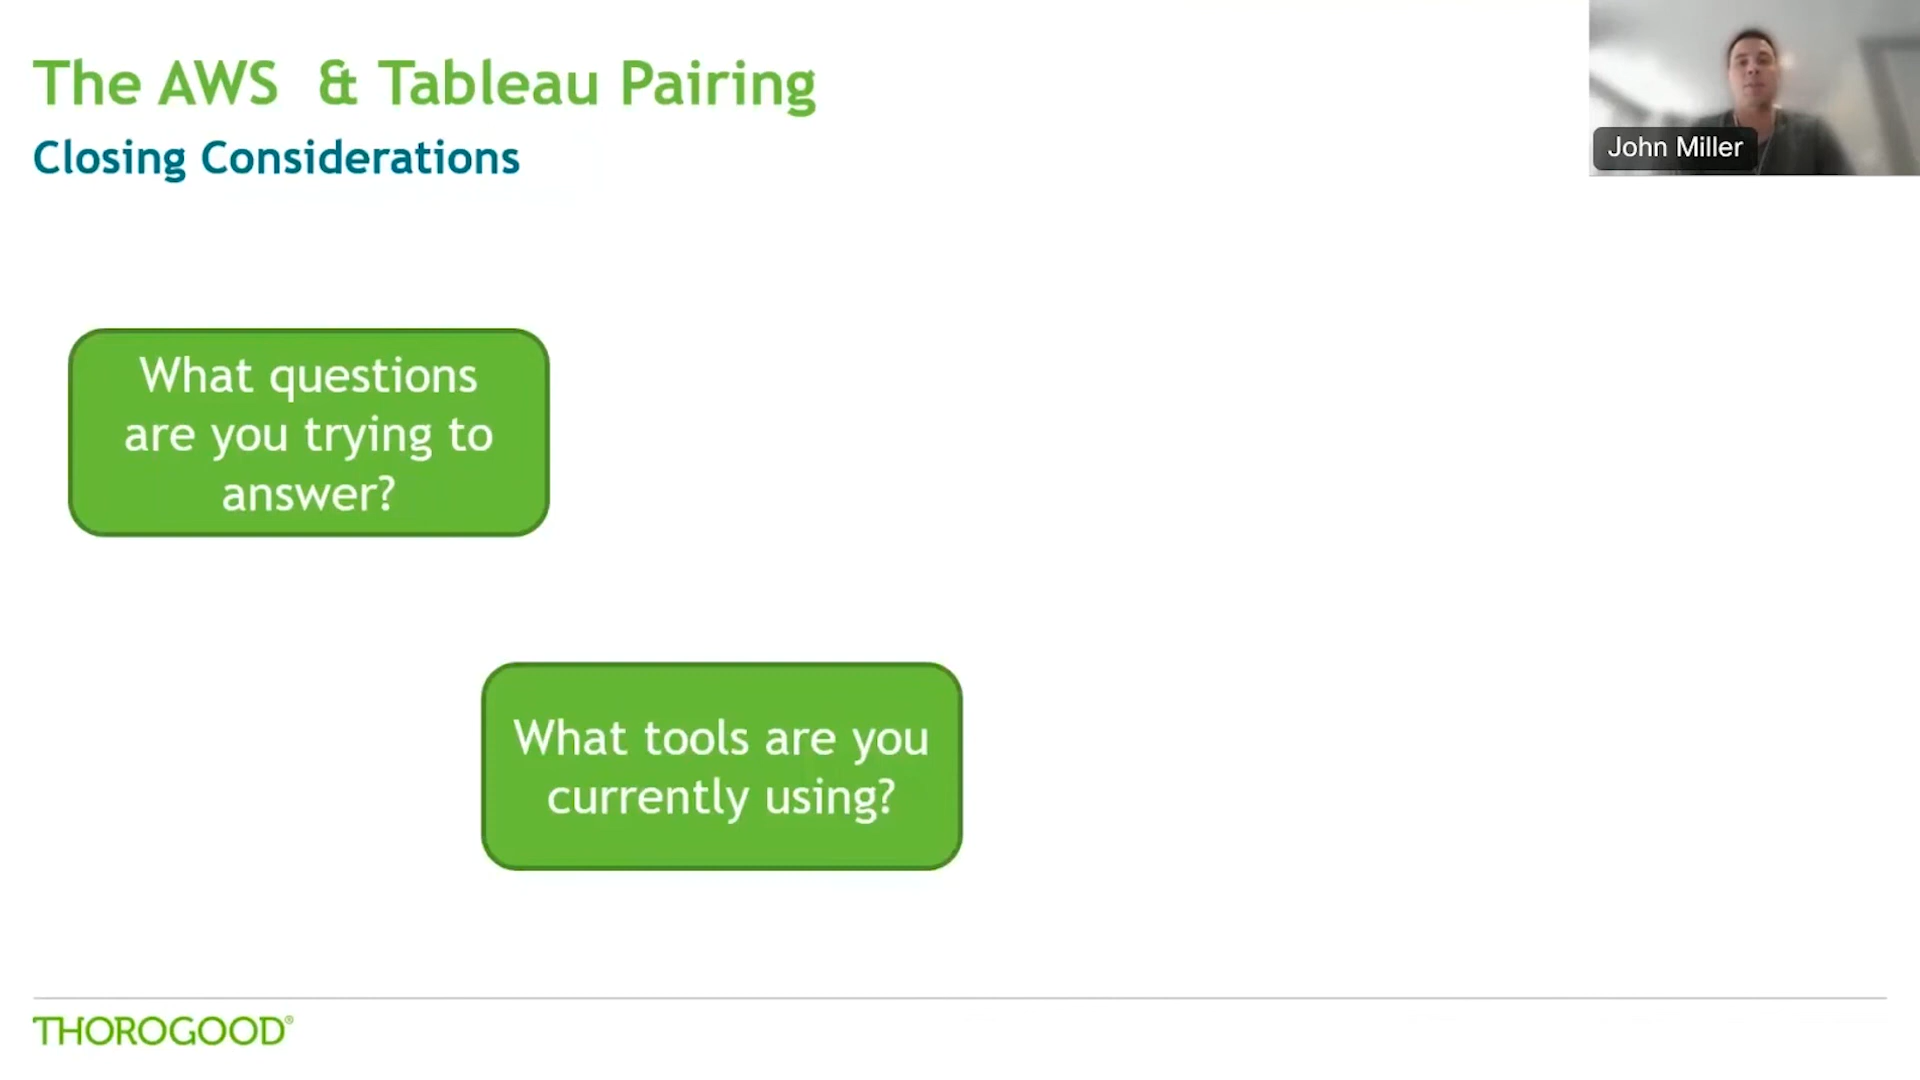 The AWS & Tableau Pairing
Closing Considerations
John Miller
What questions
are you trying to
answer?
What tools are you
currently using?
THOROGOOD®